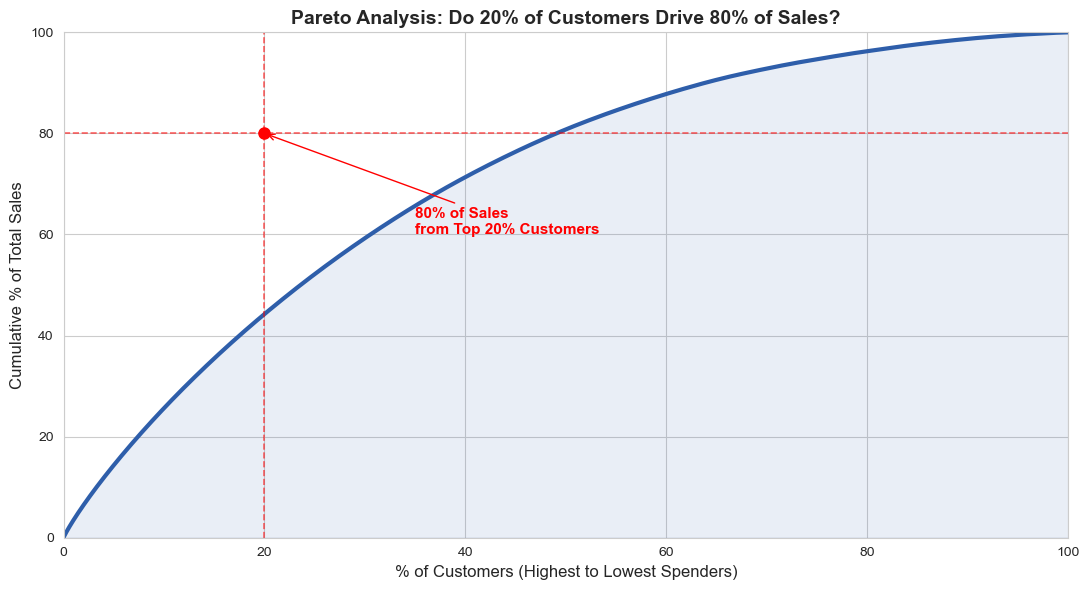 Pareto Analysis: Do 20% of Customers Drive 80% of Sales?
Cumulative % of Total Sales
100
80
60
40
20
0
80% of Sales
from Top 20% Customers
0 20 40 60 80 100
% of Customers (Highest to Lowest Spenders)